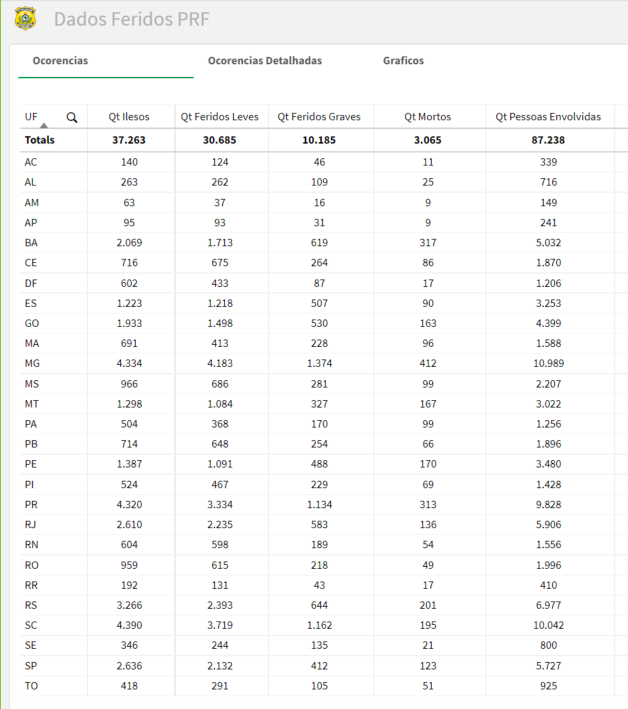 Dados Feridos PRF
Ocorencias Ocorencias Detalhadas Graficos
UF Qt Ilesos Qt Feridos Leves Qt Feridos Graves Qt Mortos Qt Pessoas Envolvidas
Totals 37.263 30.685 10.185 3.065 87.238
AC 140 124 46 11 339
AL 263 262 109 25 716
AM 63 37 16 9 149
AP 95 93 31 9 241
BA 2.069 1.713 619 317 5.032
CE 716 675 264 86 1.870
DF 602 433 87 17 1.206
ES 1.223 1.218 507 90 3.253
GO 1.933 1.498 530 163 4.399
MA 691 413 228 96 1.588
MG 4.334 4.183 1.374 412 10.989
MS 966 686 281 99 2.207
MT 1.298 1.084 327 167 3.022
PA 504 368 170 99 1.256
PB 714 648 254 66 1.896
PE 1.387 1.091 488 170 3.480
PI 524 467 229 69 1.428
PR 4.320 3.334 1.134 313 9.828
RJ 2.610 2.235 583 136 5.906
RN 604 598 189 54 1.556
RO 959 615 218 49 1.996
RR 192 131 43 17 410
RS 3.266 2.393 644 201 6.977
SC 4.390 3.719 1.162 195 10.042
SE 346 244 135 21 800
SP 2.636 2.132 412 123 5.727
TO 418 291 105 51 925